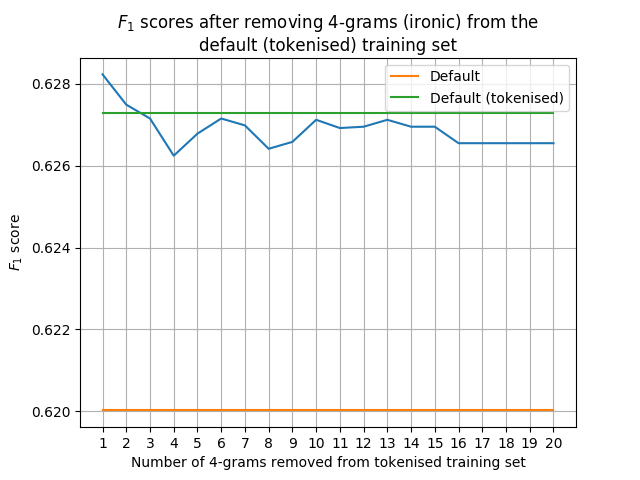 F₁ scores after removing 4-grams (ironic) from the
default (tokenised) training set
Default
Default (tokenised)
0.628
0.626
0.624
0.622
0.620
F₁ score
1 2 3 4 5 6 7 8 9 10 11 12 13 14 15 16 17 18 19 20
Number of 4-grams removed from tokenised training set